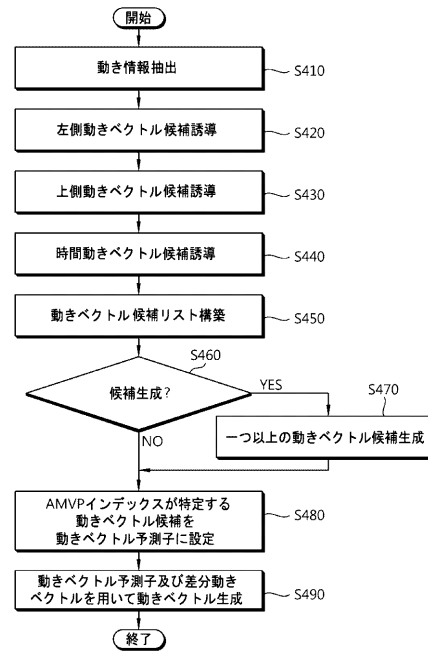 開始
動き情報抽出
S410
左側動きベクトル候補誘導
S420
上側動きベクトル候補誘導
S430
時間動きベクトル候補誘導
S440
動きベクトル候補リスト構築
S450
S460
候補生成?
YES
S470
一つ以上の動きベクトル候補生成
NO
AMVPインデックスが特定する
動きベクトル候補を
動きベクトル予測子に設定
S480
動きベクトル予測子及び差分動き
ベクトルを用いて動きベクトル生成
S490
終了